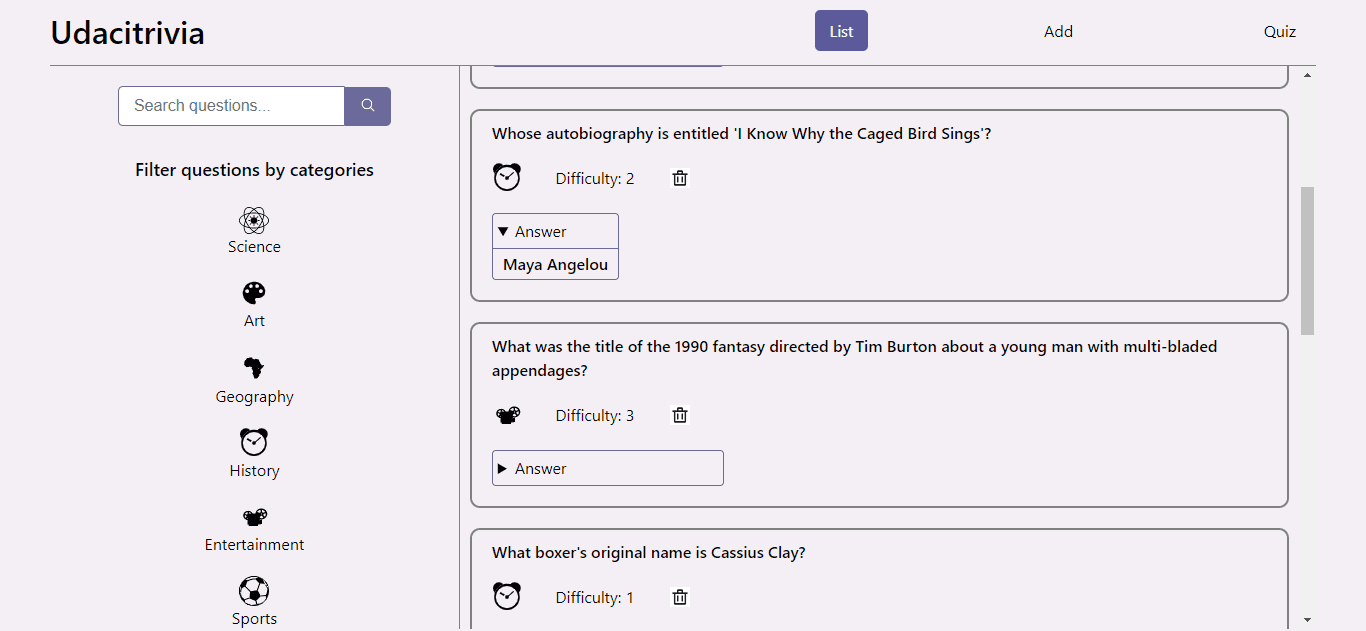 Udacitrivia
List
Add
Quiz
Search questions...
Filter questions by categories
Science
Art
Geography
History
Entertainment
Sports
Whose autobiography is entitled 'I Know Why the Caged Bird Sings'?
Difficulty: 2
Answer
Maya Angelou
What was the title of the 1990 fantasy directed by Tim Burton about a young man with multi-bladed
appendages?
Difficulty: 3
Answer
What boxer's original name is Cassius Clay?
Difficulty: 1